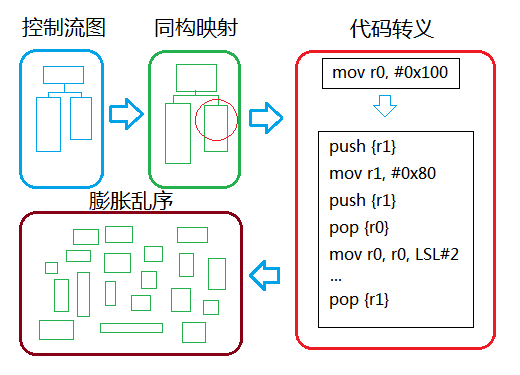 控制流图
同构映射
代码转义
mov r0, #0x100
push {r1}
mov r1, #0x80
push {r1}
pop {r0}
mov r0, r0, LSL#2
...
pop {r1}
膨胀乱序